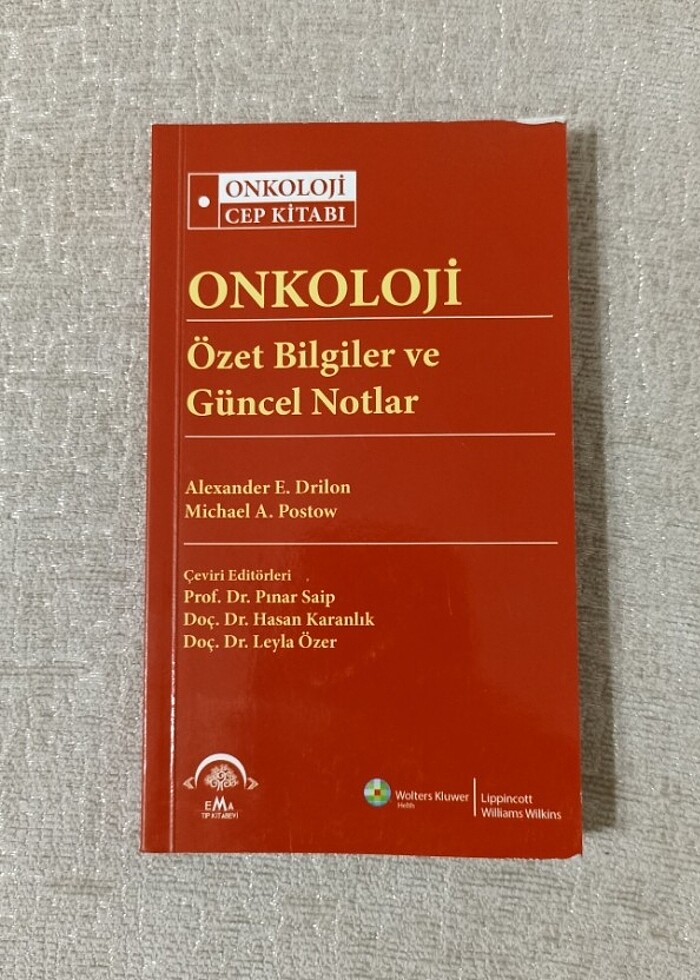 ONKOLOJİ
CEP KİTABI
ONKOLOJİ
Özet Bilgiler ve
Güncel Notlar
Alexander E. Drilon
Michael A. Postow
Çeviri Editörleri
Prof. Dr. Pınar Saip
Doç. Dr. Hasan Karanlık
Doç. Dr. Leyla Özer
EMA
TIP KİTABEVİ
Wolters Kluwer
Health
Lippincott
Williams Wilkins